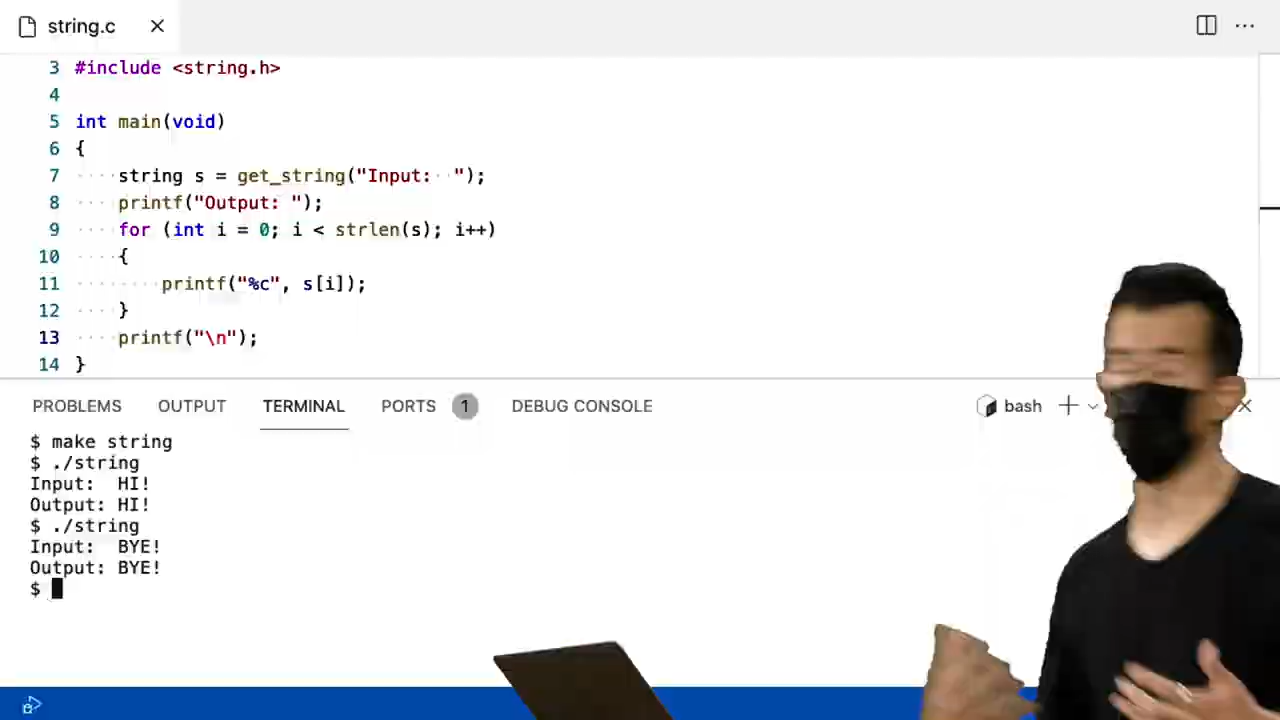 string.c
3 #include <string.h>
4
5 int main(void)
6 {
7 string s = get_string("Input:  ");
8 printf("Output: ");
9 for (int i = 0; i < strlen(s); i++)
10 {
11 printf("%c", s[i]);
12 }
13 printf("\n");
14 }
PROBLEMS OUTPUT TERMINAL PORTS 1 DEBUG CONSOLE bash
$ make string
$ ./string
Input:  HI!
Output: HI!
$ ./string
Input:  BYE!
Output: BYE!
$